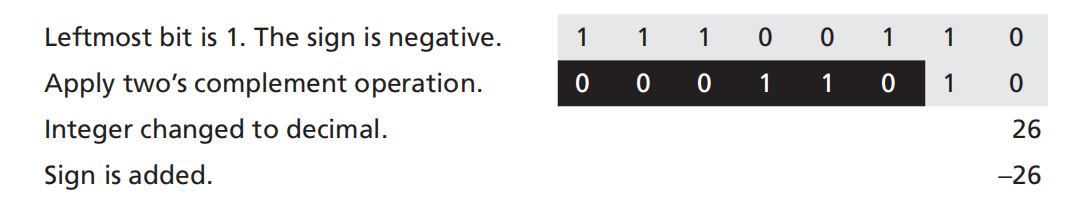 Leftmost bit is 1. The sign is negative. 1 1 1 0 0 1 1 0
Apply two’s complement operation. 0 0 0 1 1 0 1 0
Integer changed to decimal. 26
Sign is added. –26